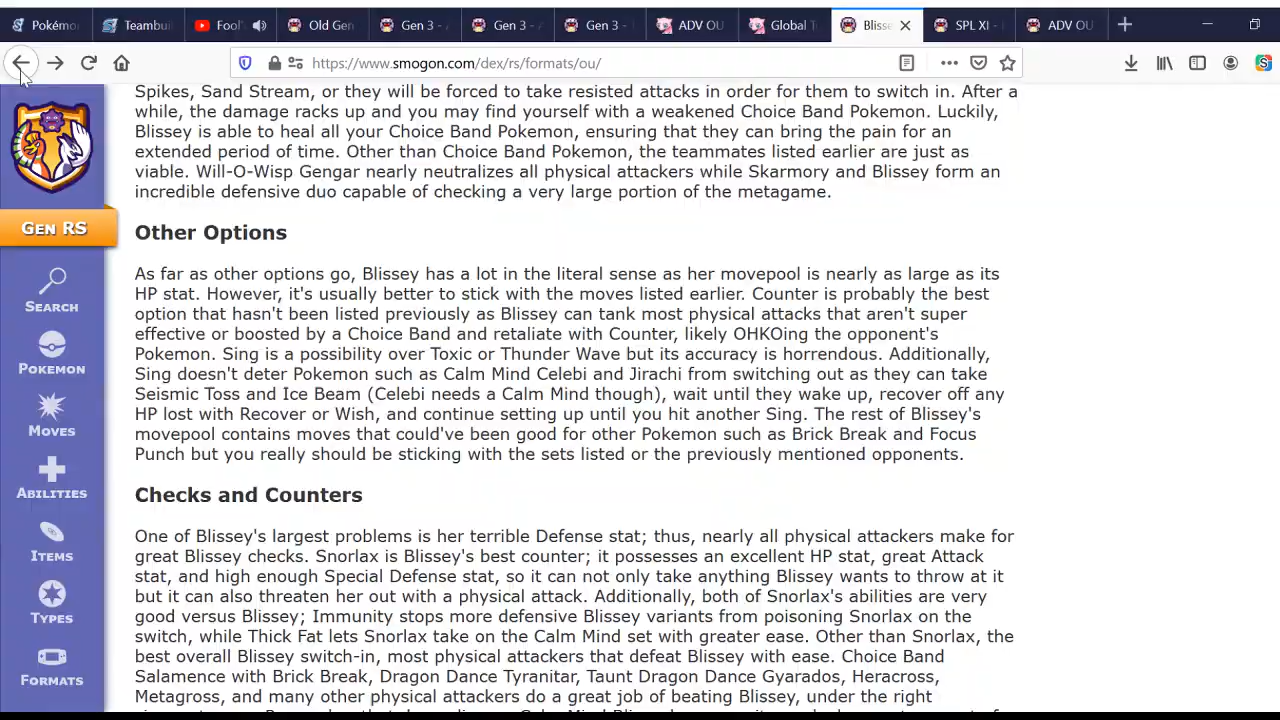 Pokémo
Teambui
Fool'
Old Gen
Gen 3 - A
Gen 3 - A
Gen 3 -
ADV OU
Global T
Blisse
SPL XI -
ADV OU
https://www.smogon.com/dex/rs/formats/ou/
Spikes, Sand Stream, or they will be forced to take resisted attacks in order for them to switch in. After a
while, the damage racks up and you may find yourself with a weakened Choice Band Pokemon. Luckily,
Blissey is able to heal all your Choice Band Pokemon, ensuring that they can bring the pain for an
extended period of time. Other than Choice Band Pokemon, the teammates listed earlier are just as
viable. Will-O-Wisp Gengar nearly neutralizes all physical attackers while Skarmory and Blissey form an
incredible defensive duo capable of checking a very large portion of the metagame.
GEN RS
Other Options
As far as other options go, Blissey has a lot in the literal sense as her movepool is nearly as large as its
HP stat. However, it's usually better to stick with the moves listed earlier. Counter is probably the best
option that hasn't been listed previously as Blissey can tank most physical attacks that aren't super
effective or boosted by a Choice Band and retaliate with Counter, likely OHKOing the opponent's
Pokemon. Sing is a possibility over Toxic or Thunder Wave but its accuracy is horrendous. Additionally,
Sing doesn't deter Pokemon such as Calm Mind Celebi and Jirachi from switching out as they can take
Seismic Toss and Ice Beam (Celebi needs a Calm Mind though), wait until they wake up, recover off any
HP lost with Recover or Wish, and continue setting up until you hit another Sing. The rest of Blissey's
movepool contains moves that could've been good for other Pokemon such as Brick Break and Focus
Punch but you really should be sticking with the sets listed or the previously mentioned opponents.
Checks and Counters
One of Blissey's largest problems is her terrible Defense stat; thus, nearly all physical attackers make for
great Blissey checks. Snorlax is Blissey's best counter; it possesses an excellent HP stat, great Attack
stat, and high enough Special Defense stat, so it can not only take anything Blissey wants to throw at it
but it can also threaten her out with a physical attack. Additionally, both of Snorlax's abilities are very
good versus Blissey; Immunity stops more defensive Blissey variants from poisoning Snorlax on the
switch, while Thick Fat lets Snorlax take on the Calm Mind set with greater ease. Other than Snorlax, the
best overall Blissey switch-in, most physical attackers that defeat Blissey with ease. Choice Band
Salamence with Brick Break, Dragon Dance Tyranitar, Taunt Dragon Dance Gyarados, Heracross,
Metagross, and many other physical attackers do a great job of beating Blissey, under the right
SEARCH
POKEMON
MOVES
ABILITIES
ITEMS
TYPES
FORMATS